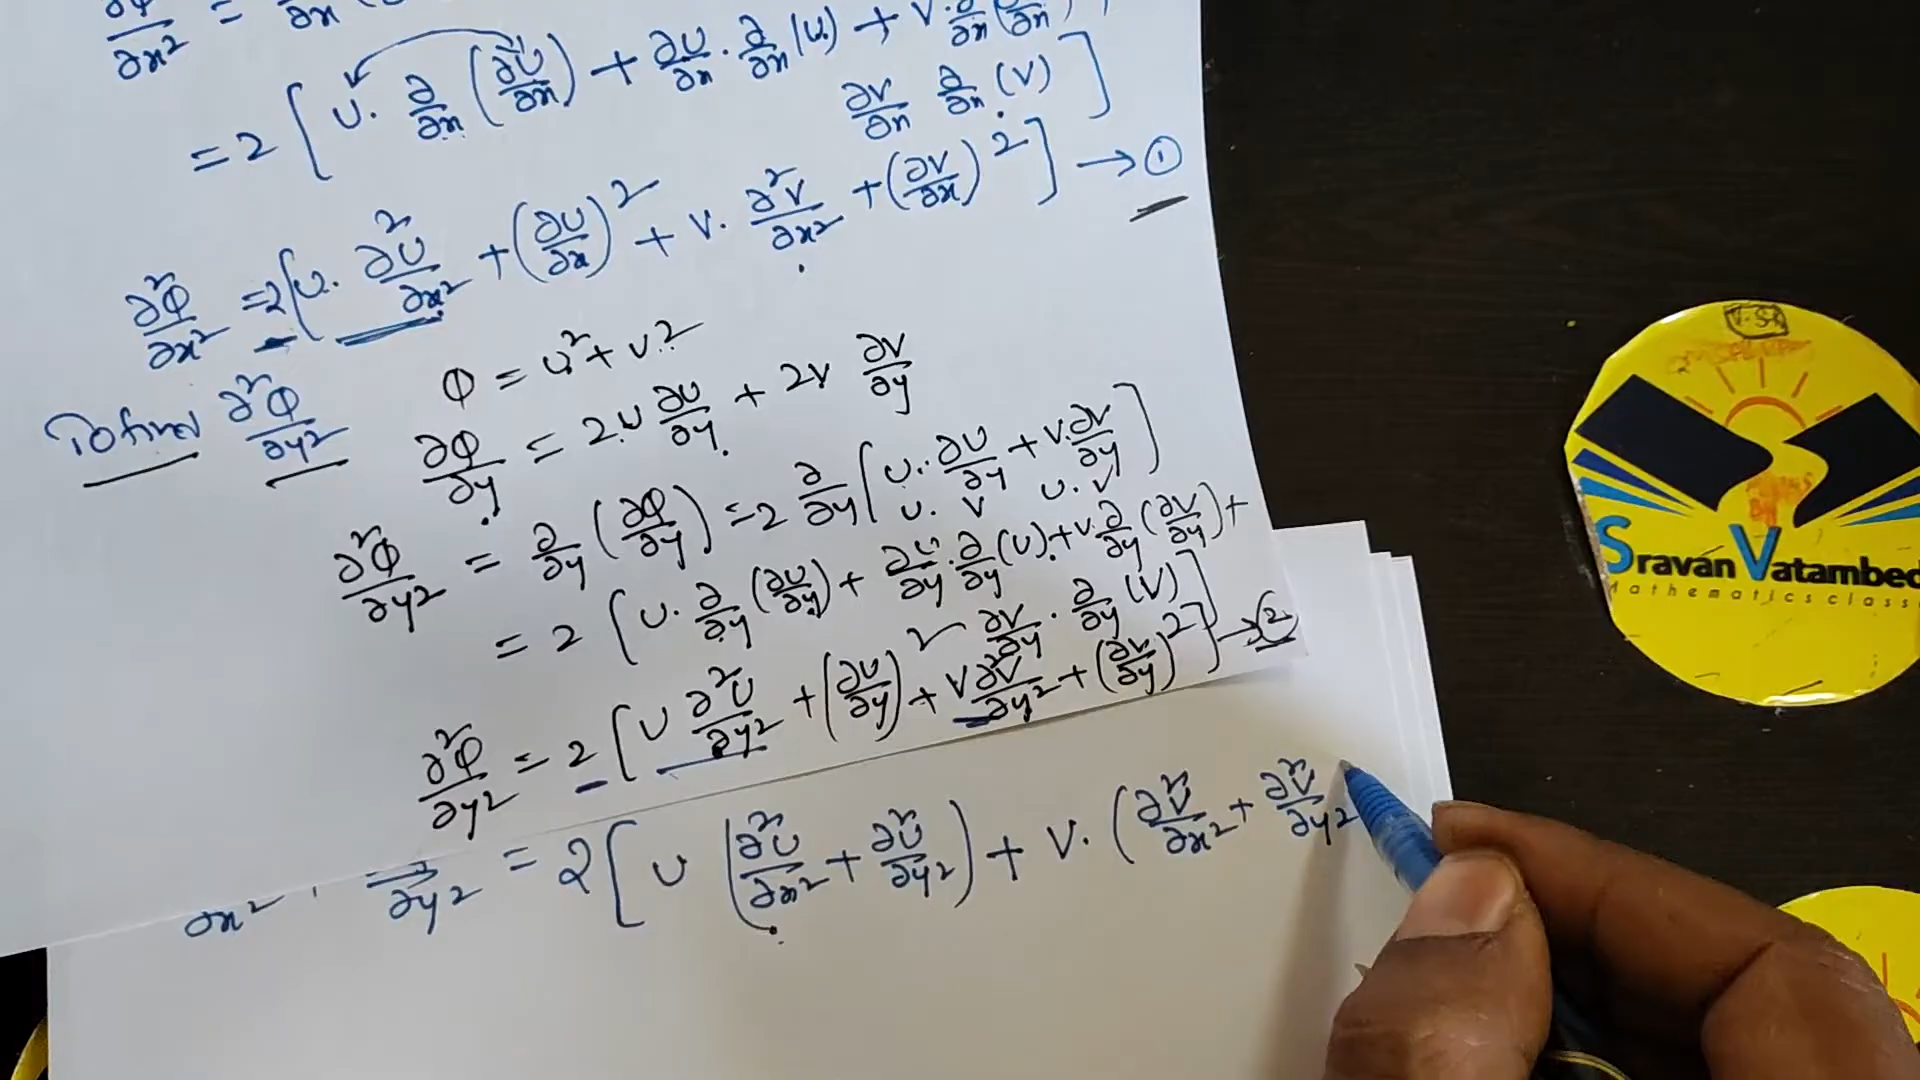 ∂²φ/∂x² = ∂/∂x (
= 2 [ U. ∂/∂x (∂U/∂x) + ∂U/∂x . ∂/∂x (U) + V. ∂/∂x (∂V/∂x) +
∂V/∂x ∂/∂x (V) ]
∂²φ/∂x² = 2 [ U. ∂²U/∂x² + (∂U/∂x)² + V. ∂²V/∂x² + (∂V/∂x)² ] → ①
φ = U² + V²
To find ∂²φ/∂y²
∂φ/∂y = 2U ∂U/∂y + 2V ∂V/∂y
∂²φ/∂y² = ∂/∂y (∂φ/∂y) = 2 ∂/∂y [ U. ∂U/∂y + V. ∂V/∂y ]
U. V U. V
= 2 [ U. ∂/∂y (∂U/∂y) + ∂U/∂y . ∂/∂y (U) + V. ∂/∂y (∂V/∂y) +
∂V/∂y . ∂/∂y (V) ]
∂²φ/∂y² = 2 [ U ∂²U/∂y² + (∂U/∂y)² + V ∂²V/∂y² + (∂V/∂y)² ] → ②
∂x² ∂y² = 2 [ U (∂²U/∂x² + ∂²U/∂y²) + V. (∂²V/∂x² + ∂²V/∂y²
Sravan Vatambed
Mathematics class